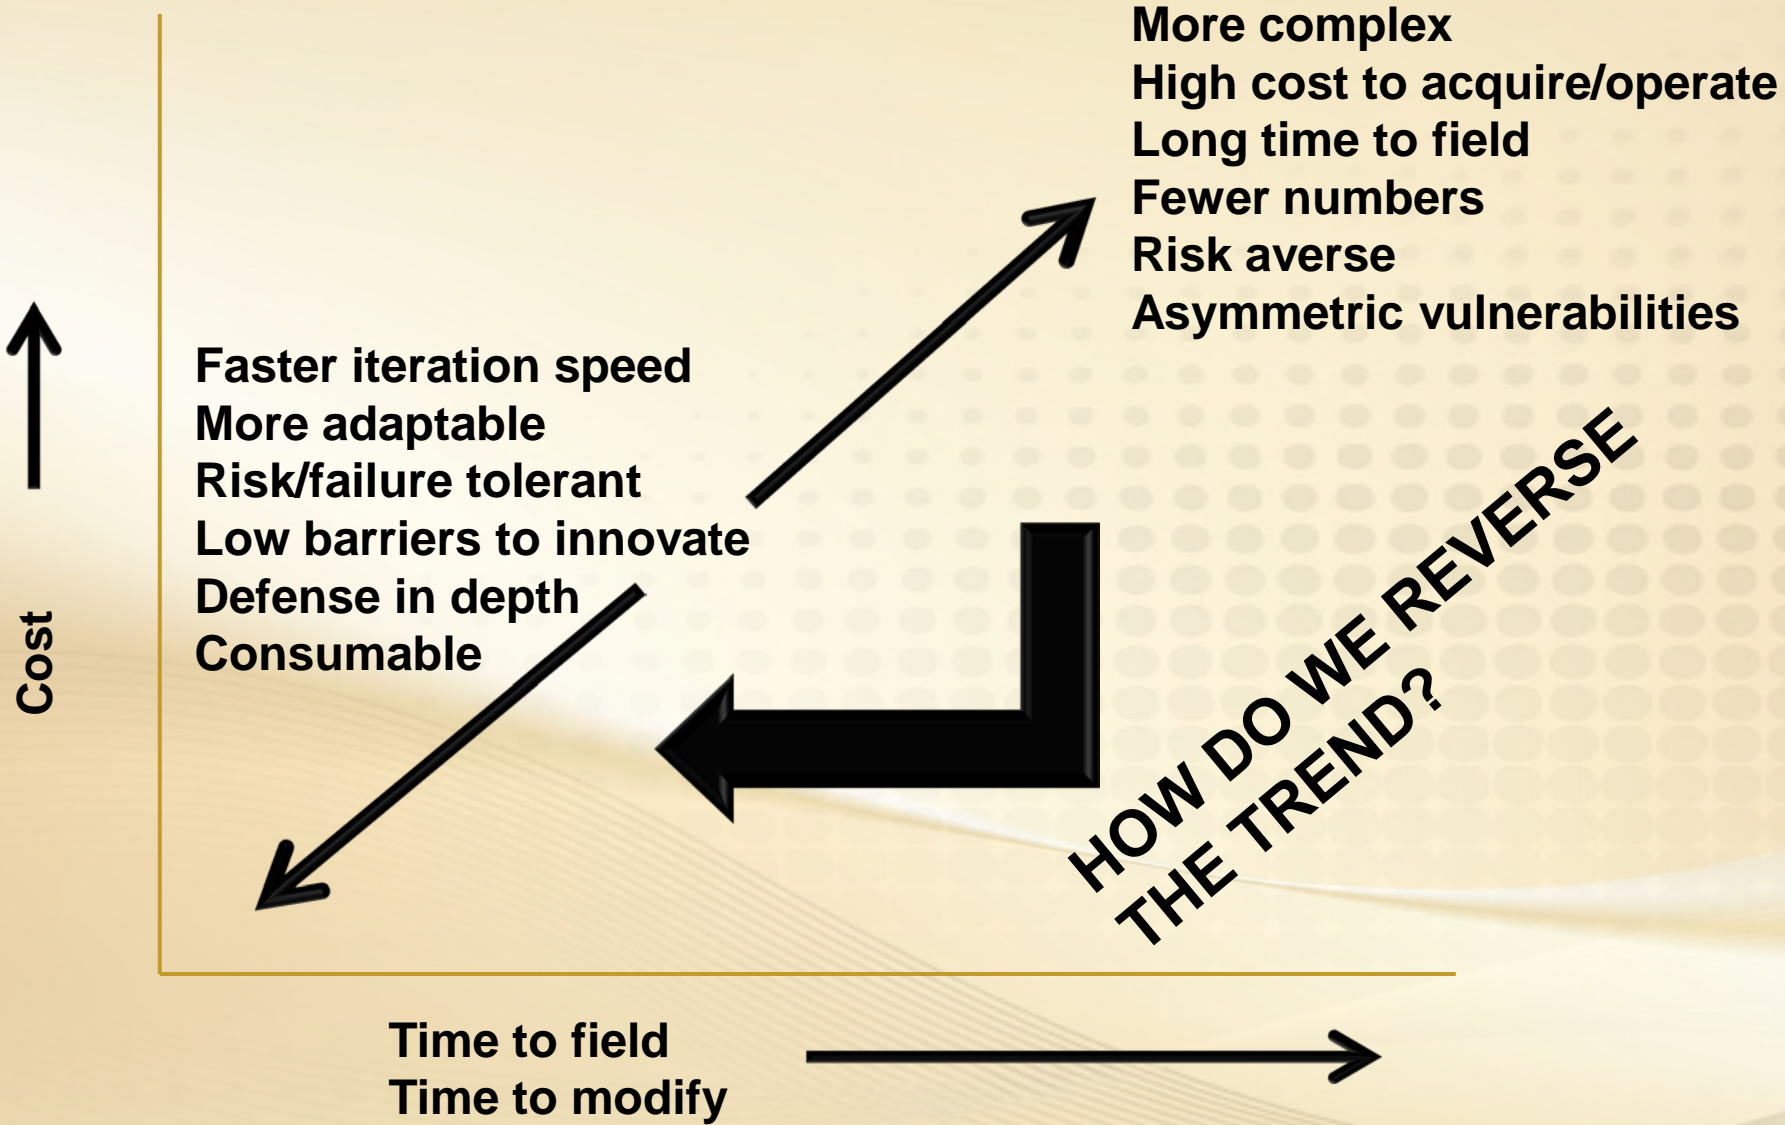 More complex
High cost to acquire/operate
Long time to field
Fewer numbers
Risk averse
Asymmetric vulnerabilities
Faster iteration speed
More adaptable
Risk/failure tolerant
Low barriers to innovate
Defense in depth
Consumable
Cost
HOW DO WE REVERSE
THE TREND?
Time to field
Time to modify